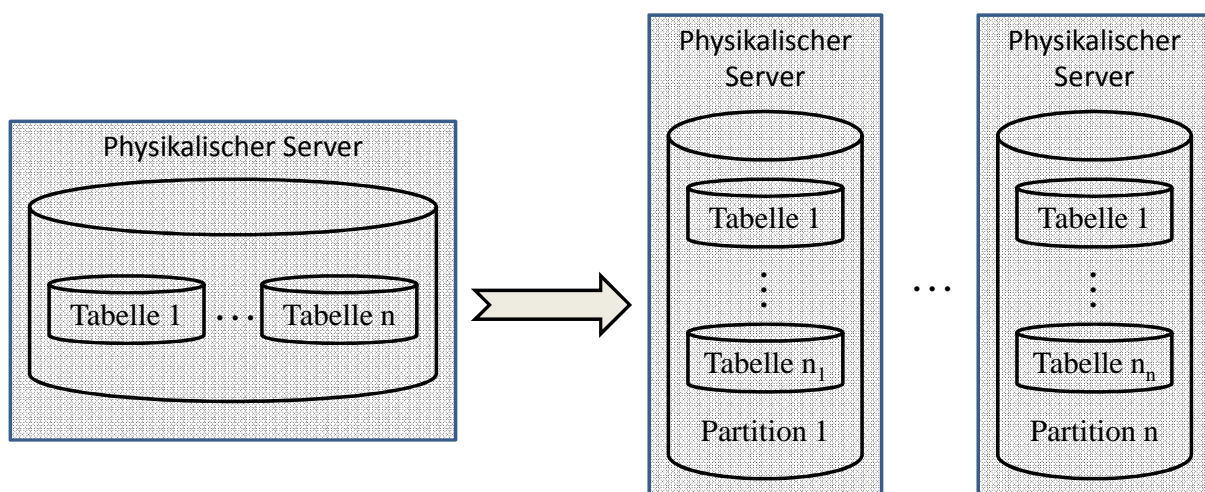 Physikalischer Server
Tabelle 1 ... Tabelle n
...
Physikalischer
Server
Tabelle 1
⋮
Tabelle n₁
Partition 1
Physikalischer
Server
Tabelle 1
⋮
Tabelle nₙ
Partition n